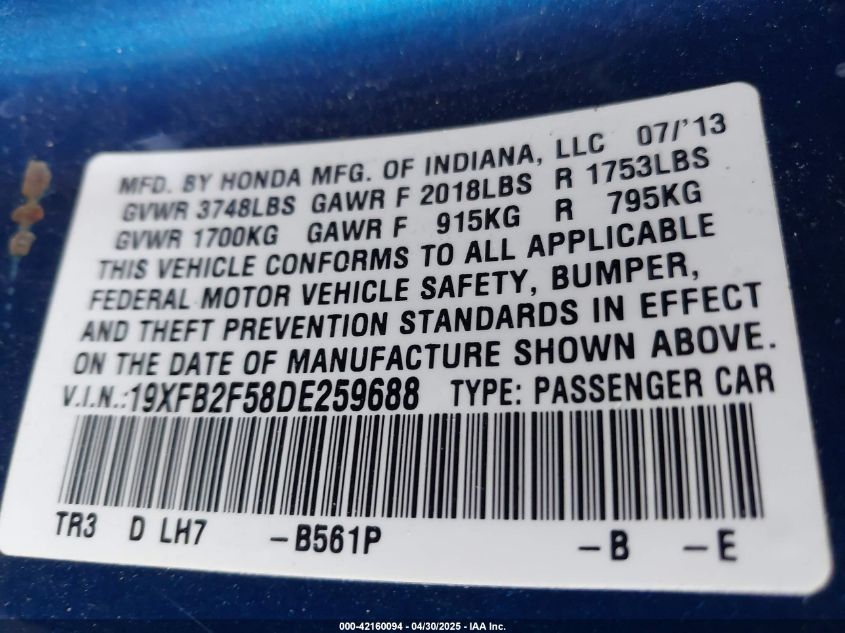 MFD. BY HONDA MFG. OF INDIANA, LLC 07/'13
GVWR 3748LBS GAWR F 2018LBS R 1753LBS
GVWR 1700KG GAWR F 915KG R 795KG
THIS VEHICLE CONFORMS TO ALL APPLICABLE
FEDERAL MOTOR VEHICLE SAFETY, BUMPER,
AND THEFT PREVENTION STANDARDS IN EFFECT
ON THE DATE OF MANUFACTURE SHOWN ABOVE.
V.I.N.:19XFB2F58DE259688 TYPE: PASSENGER CAR
TR3 D LH7 -B561P -B -E
000-42160094 - 04/30/2025 - IAA Inc.